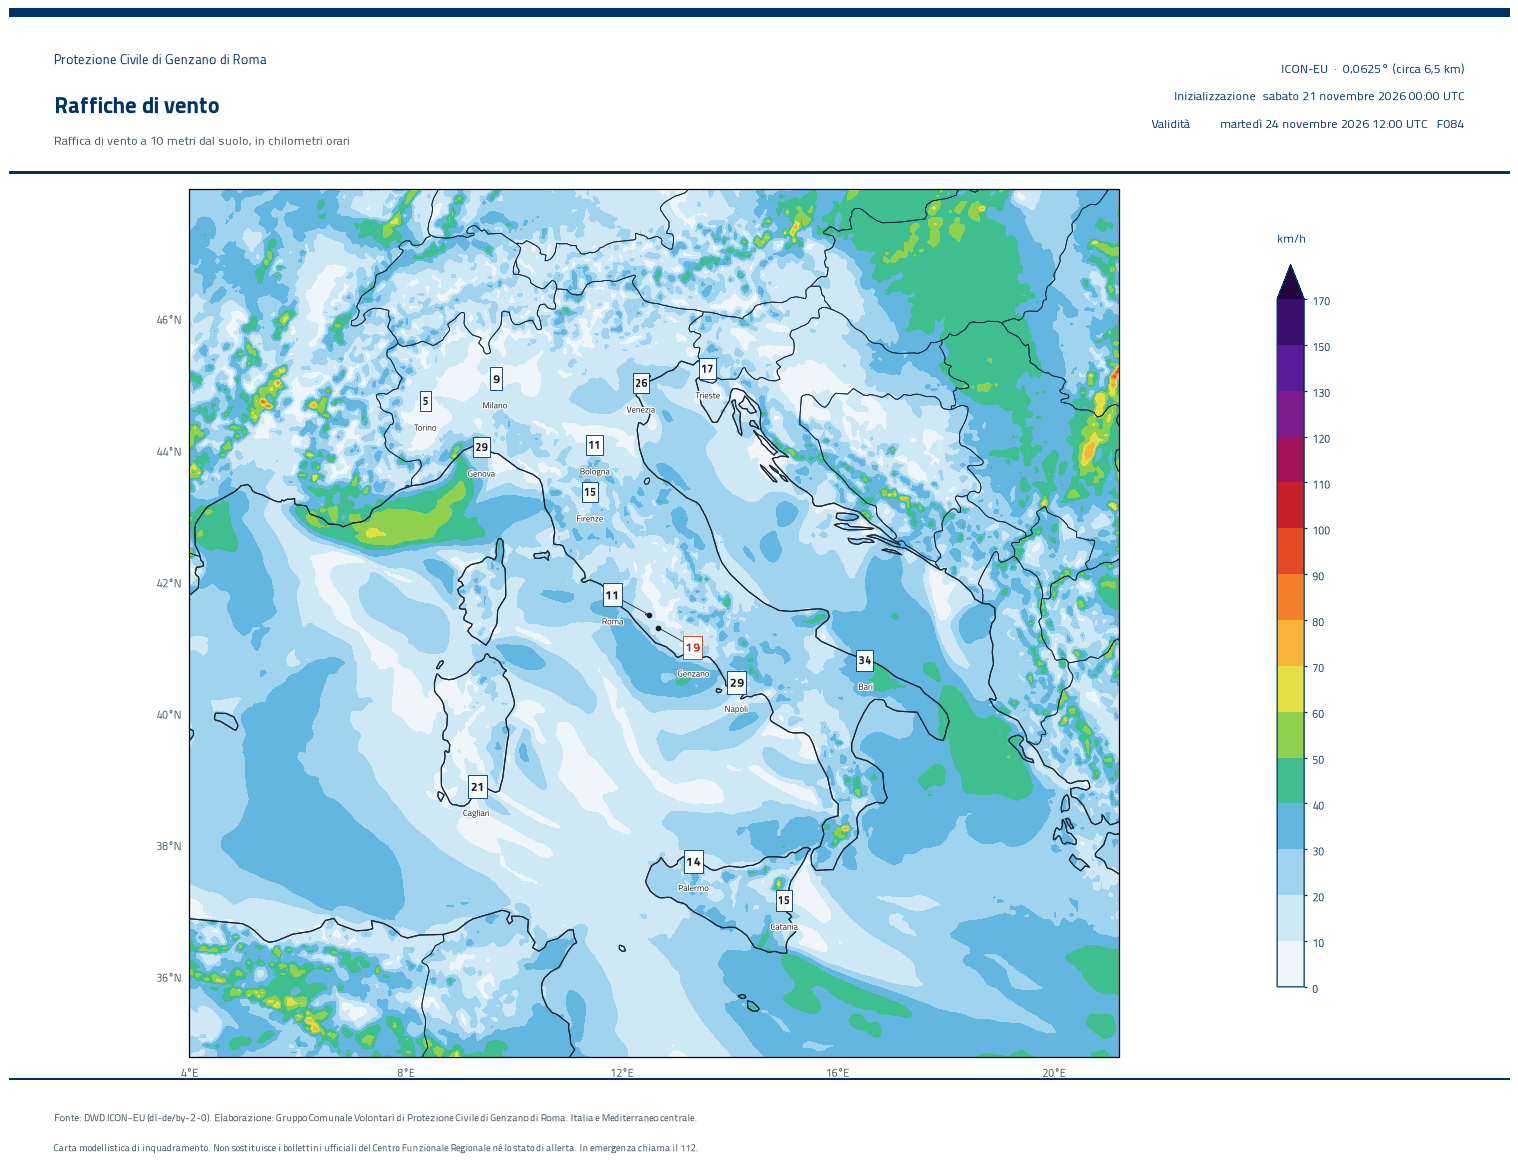 Protezione Civile di Genzano di Roma
Raffiche di vento
Raffica di vento a 10 metri dal suolo, in chilometri orari
ICON-EU · 0,0625° (circa 6,5 km)
Inizializzazione sabato 21 novembre 2026 00:00 UTC
Validità martedì 24 novembre 2026 12:00 UTC F084
km/h
170
150
130
120
110
100
90
80
70
60
50
40
30
20
10
0
46°N
44°N
42°N
40°N
38°N
36°N
4°E
8°E
12°E
16°E
20°E
5
Torino
9
Milano
26
Venezia
17
Trieste
29
Genova
11
Bologna
15
Firenze
11
Roma
19
Genzano
29
Napoli
34
Bari
21
Cagliari
14
Palermo
15
Catania
Fonte: DWD ICON-EU (dl-de/by-2-0). Elaborazione: Gruppo Comunale Volontari di Protezione Civile di Genzano di Roma. Italia e Mediterraneo centrale.
Carta modellistica di inquadramento. Non sostituisce i bollettini ufficiali del Centro Funzionale Regionale né lo stato di allerta. In emergenza chiama il 112.